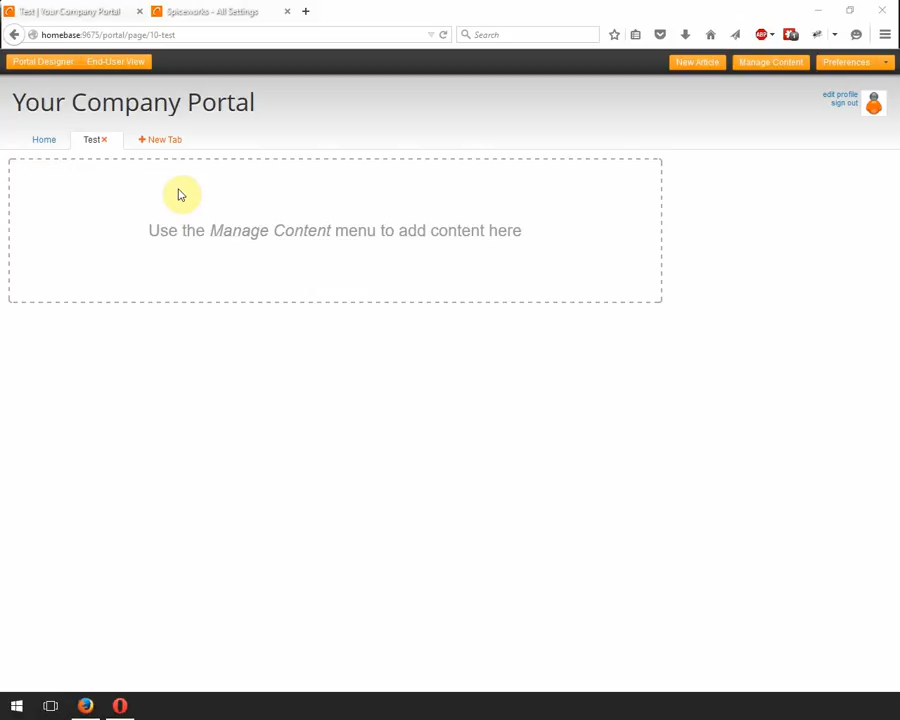 Test | Your Company Portal
Spiceworks - All Settings
homebase:9675/portal/page/10-test
Search
ABP
1
Portal Designer: End-User View
New Article
Manage Content
Preferences
Your Company Portal
edit profile
sign out
Home
Test
New Tab
Use the Manage Content menu to add content here